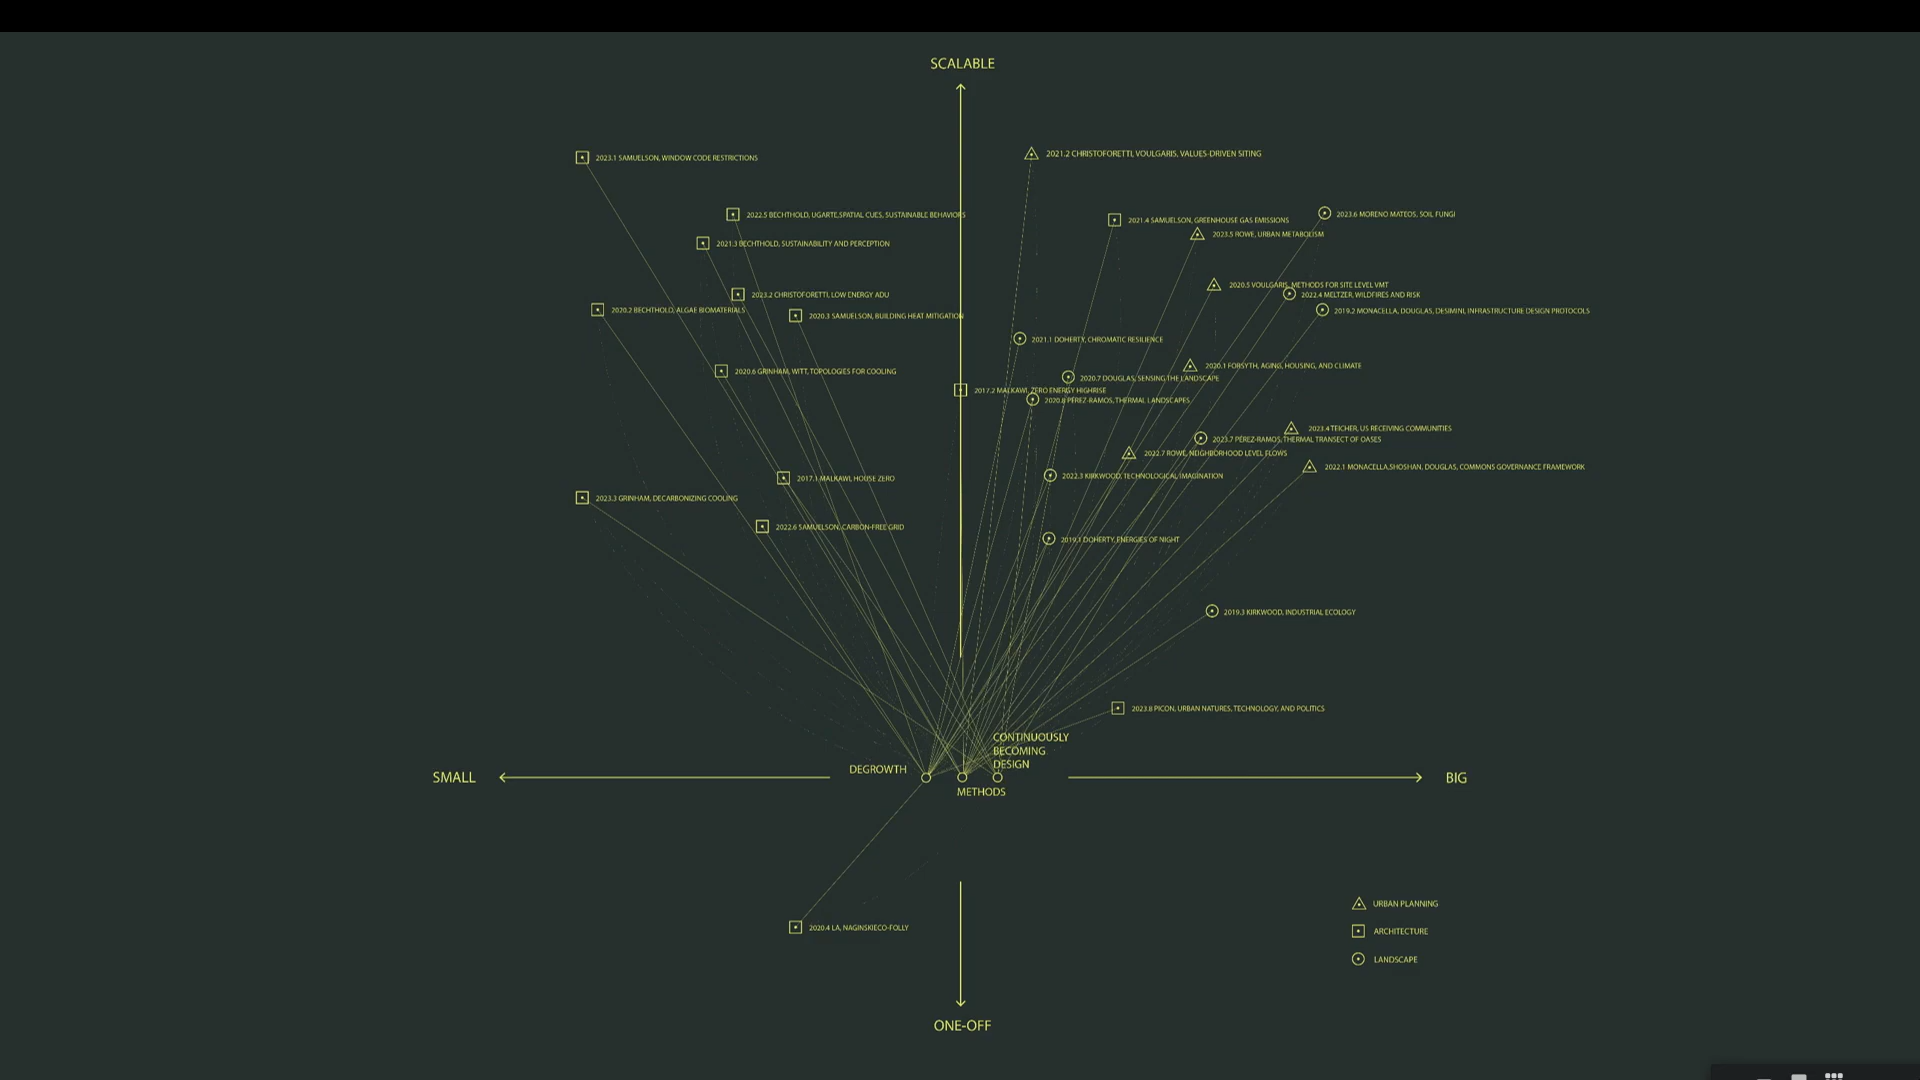 SCALABLE
2021.2 CHRISTOFORETTI, VOULGARIS, VALUES-DRIVEN SITING
2023.1 SAMUELSON, WINDOW CODE RESTRICTIONS
2022.5 BECHTHOLD, UGARTE,SPATIAL CUES, SUSTAINABLE BEHAVIORS
2023.6 MORENO MATEOS, SOIL FUNGI
2021.4 SAMUELSON, GREENHOUSE GAS EMISSIONS
2023.5 ROWE, URBAN METABOLISM
2021.3 BECHTHOLD, SUSTAINABILITY AND PERCEPTION
2020.5 VOULGARIS, METHODS FOR SITE LEVEL VMT
2023.2 CHRISTOFORETTI, LOW ENERGY ADU
2022.4 MELTZER, WILDFIRES AND RISK
2020.2 BECHTHOLD, ALGAE BIOMATERIALS
2019.2 MONACELLA, DOUGLAS, DESIMINI, INFRASTRUCTURE DESIGN PROTOCOLS
2020.3 SAMUELSON, BUILDING HEAT MITIGATION
2021.1 DOHERTY, CHROMATIC RESILIENCE
2020.1 FORSYTH, AGING, HOUSING, AND CLIMATE
2020.6 GRINHAM, WITT, TOPOLOGIES FOR COOLING
2020.7 DOUGLAS, SENSING THE LANDSCAPE
2017.2 MALKAWI, ZERO ENERGY HIGHRISE
2020.8 PÉREZ-RAMOS, THERMAL LANDSCAPES
2023.4 TEICHER, US RECEIVING COMMUNITIES
2023.7 PÉREZ-RAMOS, THERMAL TRANSECT OF OASES
2022.7 ROWE, NEIGHBORHOOD LEVEL FLOWS
2022.1 MONACELLA,SHOSHAN, DOUGLAS, COMMONS GOVERNANCE FRAMEWORK
2022.3 KIRKWOOD, TECHNOLOGICAL IMAGINATION
2017.1 MALKAWI, HOUSE ZERO
2023.3 GRINHAM, DECARBONIZING COOLING
2022.6 SAMUELSON, CARBON-FREE GRID
2019.1 DOHERTY, ENERGIES OF NIGHT
2019.3 KIRKWOOD, INDUSTRIAL ECOLOGY
2023.8 PICON, URBAN NATURES, TECHNOLOGY, AND POLITICS
CONTINUOUSLY
BECOMING
DESIGN
DEGROWTH
SMALL
BIG
METHODS
2020.4 LA, NAGINSKIECO-FOLLY
URBAN PLANNING
ARCHITECTURE
LANDSCAPE
ONE-OFF